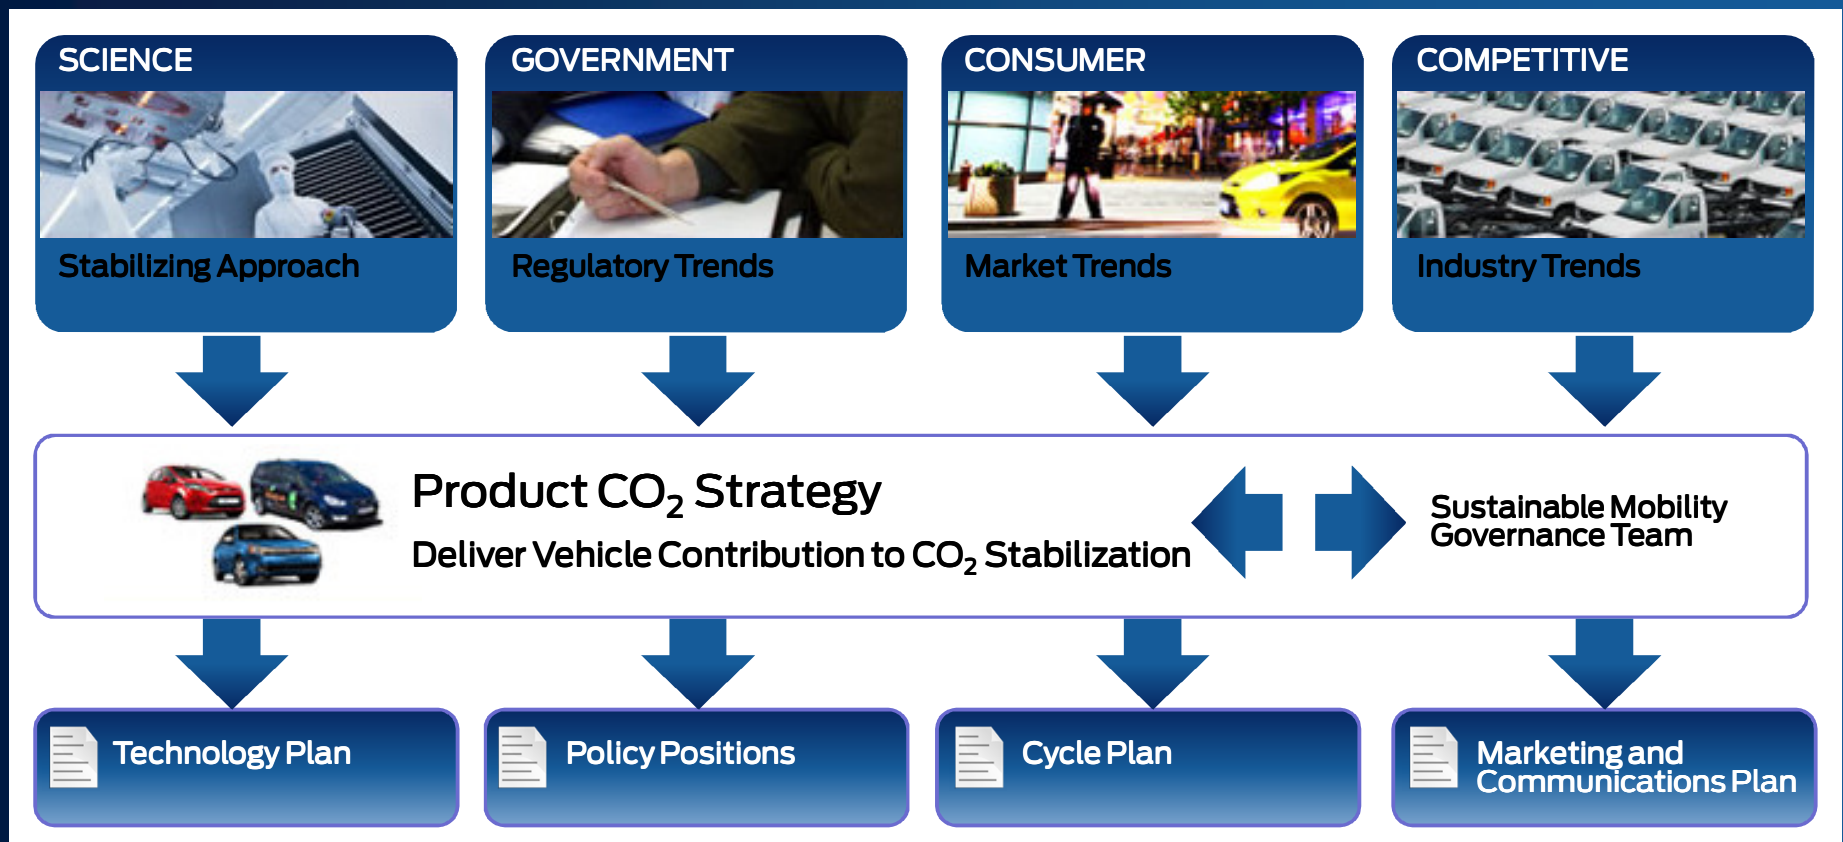 SCIENCE
GOVERNMENT
CONSUMER
COMPETITIVE
Stabilizing Approach
Regulatory Trends
Market Trends
Industry Trends
Product CO₂ Strategy
Deliver Vehicle Contribution to CO₂ Stabilization
Sustainable Mobility
Governance Team
Technology Plan
Policy Positions
Cycle Plan
Marketing and
Communications Plan